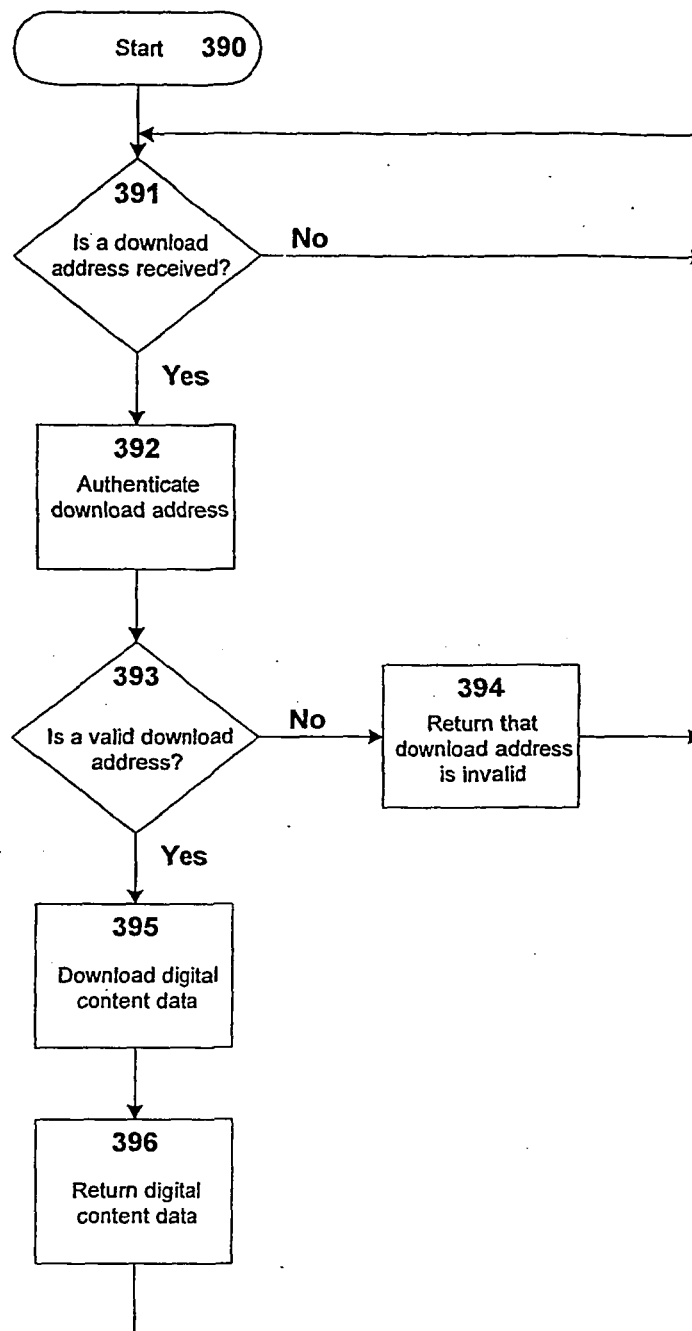 Start 390
391
Is a download
address received?
No
Yes
392
Authenticate
download address
393
Is a valid download
address?
No
394
Return that
download address
is invalid
Yes
395
Download digital
content data
396
Return digital
content data